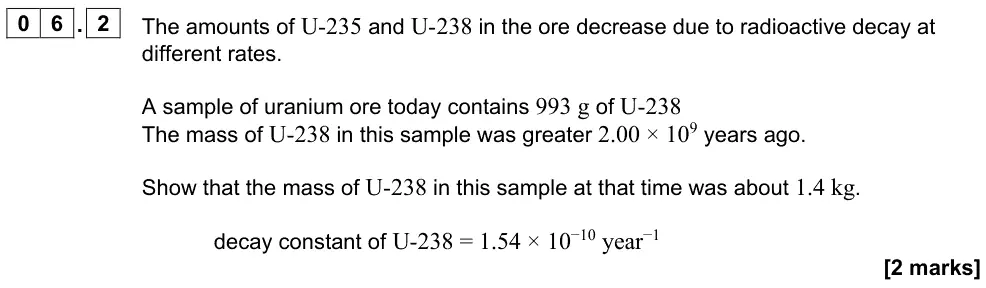 06.2 The amounts of U-235 and U-238 in the ore decrease due to radioactive decay at
different rates.
A sample of uranium ore today contains 993 g of U-238
The mass of U-238 in this sample was greater 2.00 × 10⁹ years ago.
Show that the mass of U-238 in this sample at that time was about 1.4 kg.
decay constant of U-238 = 1.54 × 10⁻¹⁰ year⁻¹
[2 marks]